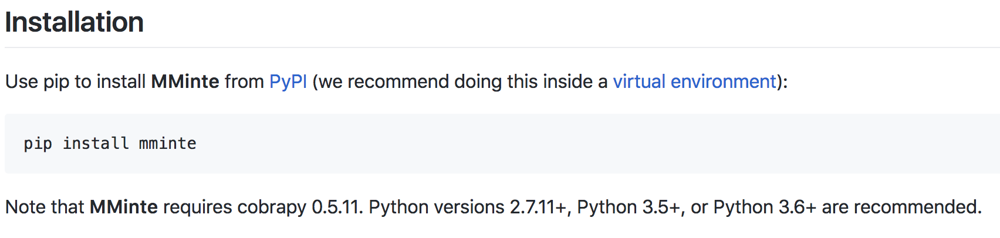 Installation
Use pip to install MMinte from PyPI (we recommend doing this inside a virtual environment):
pip install mminte
Note that MMinte requires cobrapy 0.5.11. Python versions 2.7.11+, Python 3.5+, or Python 3.6+ are recommended.